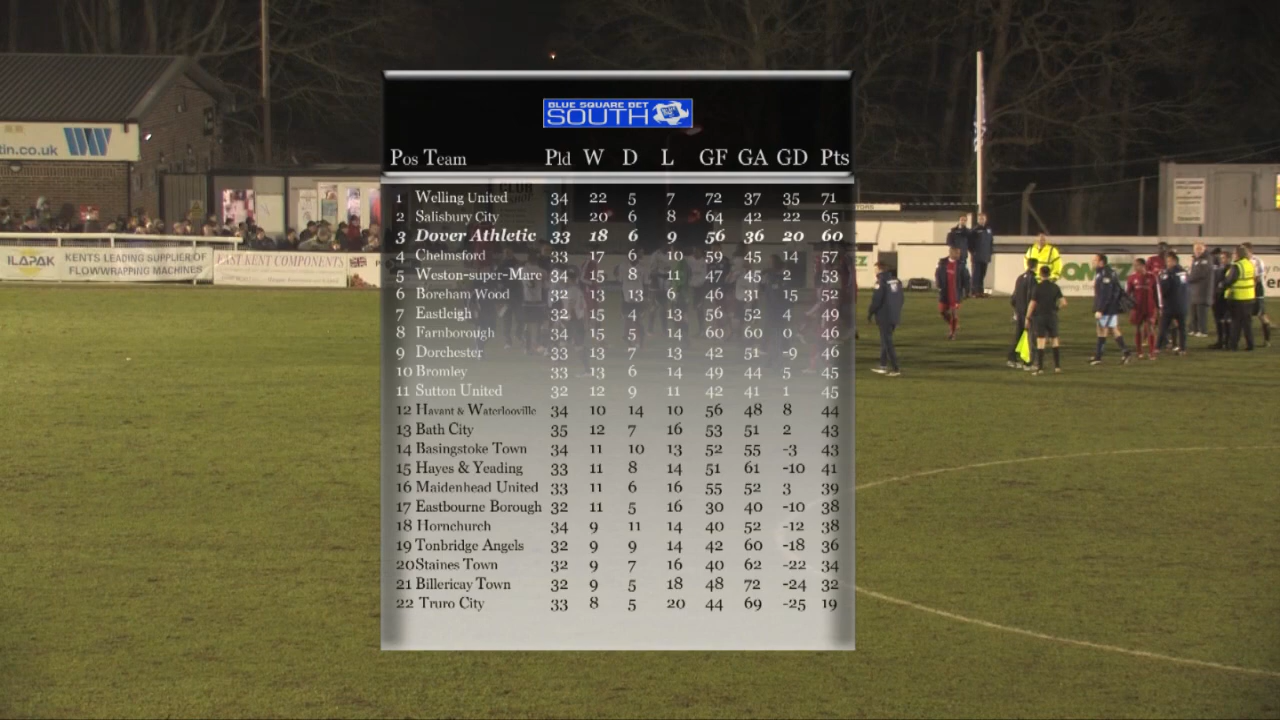 BLUE SQUARE BET
SOUTH
Pos Team Pld W D L GF GA GD Pts
1 Welling United 34 22 5 7 72 37 35 71
2 Salisbury City 34 20 6 8 64 42 22 65
3 Dover Athletic 33 18 6 9 56 36 20 60
4 Chelmsford 33 17 6 10 59 45 14 57
5 Weston-super-Mare 34 15 8 11 47 45 2 53
6 Boreham Wood 32 13 13 6 46 31 15 52
7 Eastleigh 32 15 4 13 56 52 4 49
8 Farnborough 34 15 5 14 60 60 0 46
9 Dorchester 33 13 7 13 42 51 -9 46
10 Bromley 33 13 6 14 49 44 5 45
11 Sutton United 32 12 9 11 42 41 1 45
12 Havant & Waterlooville 34 10 14 10 56 48 8 44
13 Bath City 35 12 7 16 53 51 2 43
14 Basingstoke Town 34 11 10 13 52 55 -3 43
15 Hayes & Yeading 33 11 8 14 51 61 -10 41
16 Maidenhead United 33 11 6 16 55 52 3 39
17 Eastbourne Borough 32 11 5 16 30 40 -10 38
18 Hornchurch 34 9 11 14 40 52 -12 38
19 Tonbridge Angels 32 9 9 14 42 60 -18 36
20 Staines Town 32 9 7 16 40 62 -22 34
21 Billericay Town 32 9 5 18 48 72 -24 32
22 Truro City 33 8 5 20 44 69 -25 19
tin.co.uk
ILAPAK
KENTS LEADING SUPPLIER OF
FLOWWRAPPING MACHINES
EAST KENT COMPONENTS